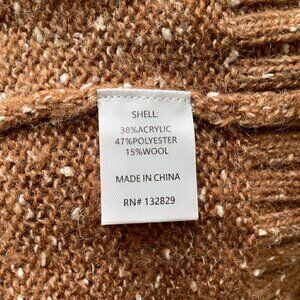 SHELL:
38%ACRYLIC
47%POLYESTER
15%WOOL
MADE IN CHINA
RN# 132829